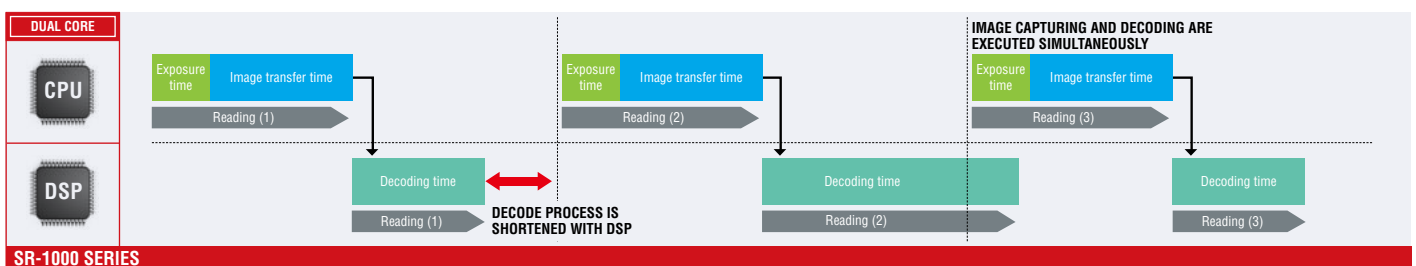 DUAL CORE
IMAGE CAPTURING AND DECODING ARE
EXECUTED SIMULTANEOUSLY
CPU
Exposure
time
Image transfer time
Reading (1)
Exposure
time
Image transfer time
Reading (2)
Exposure
time
Image transfer time
Reading (3)
DSP
Decoding time
Reading (1)
DECODE PROCESS IS
SHORTENED WITH DSP
Decoding time
Reading (2)
Decoding time
Reading (3)
SR-1000 SERIES